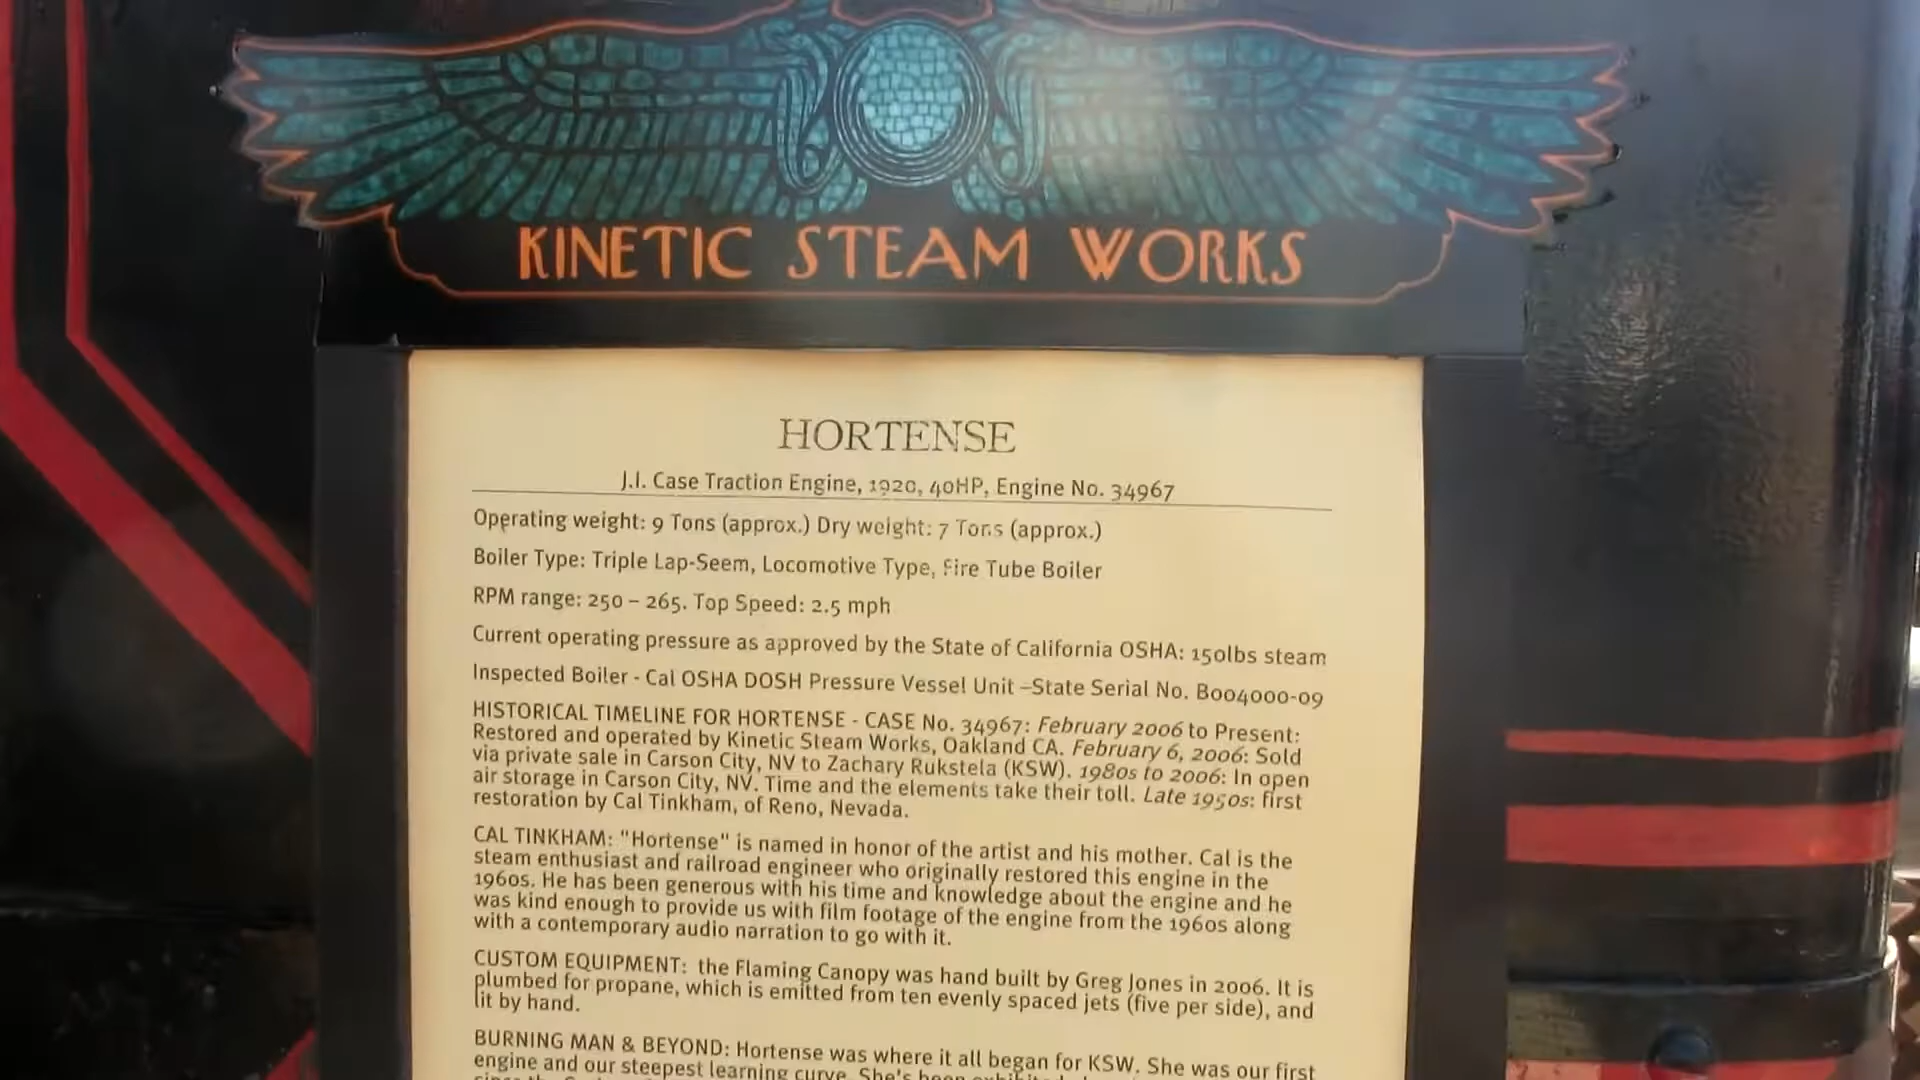 KINETIC STEAM WORKS
HORTENSE
J.I. Case Traction Engine, 1920, 40HP, Engine No. 34967
Operating weight: 9 Tons (approx.) Dry weight: 7 Tons (approx.)
Boiler Type: Triple Lap-Seem, Locomotive Type, Fire Tube Boiler
RPM range: 250 – 265. Top Speed: 2.5 mph
Current operating pressure as approved by the State of California OSHA: 150lbs steam
Inspected Boiler - Cal OSHA DOSH Pressure Vessel Unit –State Serial No. B004000-09
HISTORICAL TIMELINE FOR HORTENSE - CASE No. 34967: February 2006 to Present:
Restored and operated by Kinetic Steam Works, Oakland CA. February 6, 2006: Sold
via private sale in Carson City, NV to Zachary Rukstela (KSW). 1980s to 2006: In open
air storage in Carson City, NV. Time and the elements take their toll. Late 1950s: first
restoration by Cal Tinkham, of Reno, Nevada.
CAL TINKHAM: "Hortense" is named in honor of the artist and his mother. Cal is the
steam enthusiast and railroad engineer who originally restored this engine in the
1960s. He has been generous with his time and knowledge about the engine and he
was kind enough to provide us with film footage of the engine from the 1960s along
with a contemporary audio narration to go with it.
CUSTOM EQUIPMENT: the Flaming Canopy was hand built by Greg Jones in 2006. It is
plumbed for propane, which is emitted from ten evenly spaced jets (five per side), and
lit by hand.
BURNING MAN & BEYOND: Hortense was where it all began for KSW. She was our first
engine and our steepest learning curve. She's been